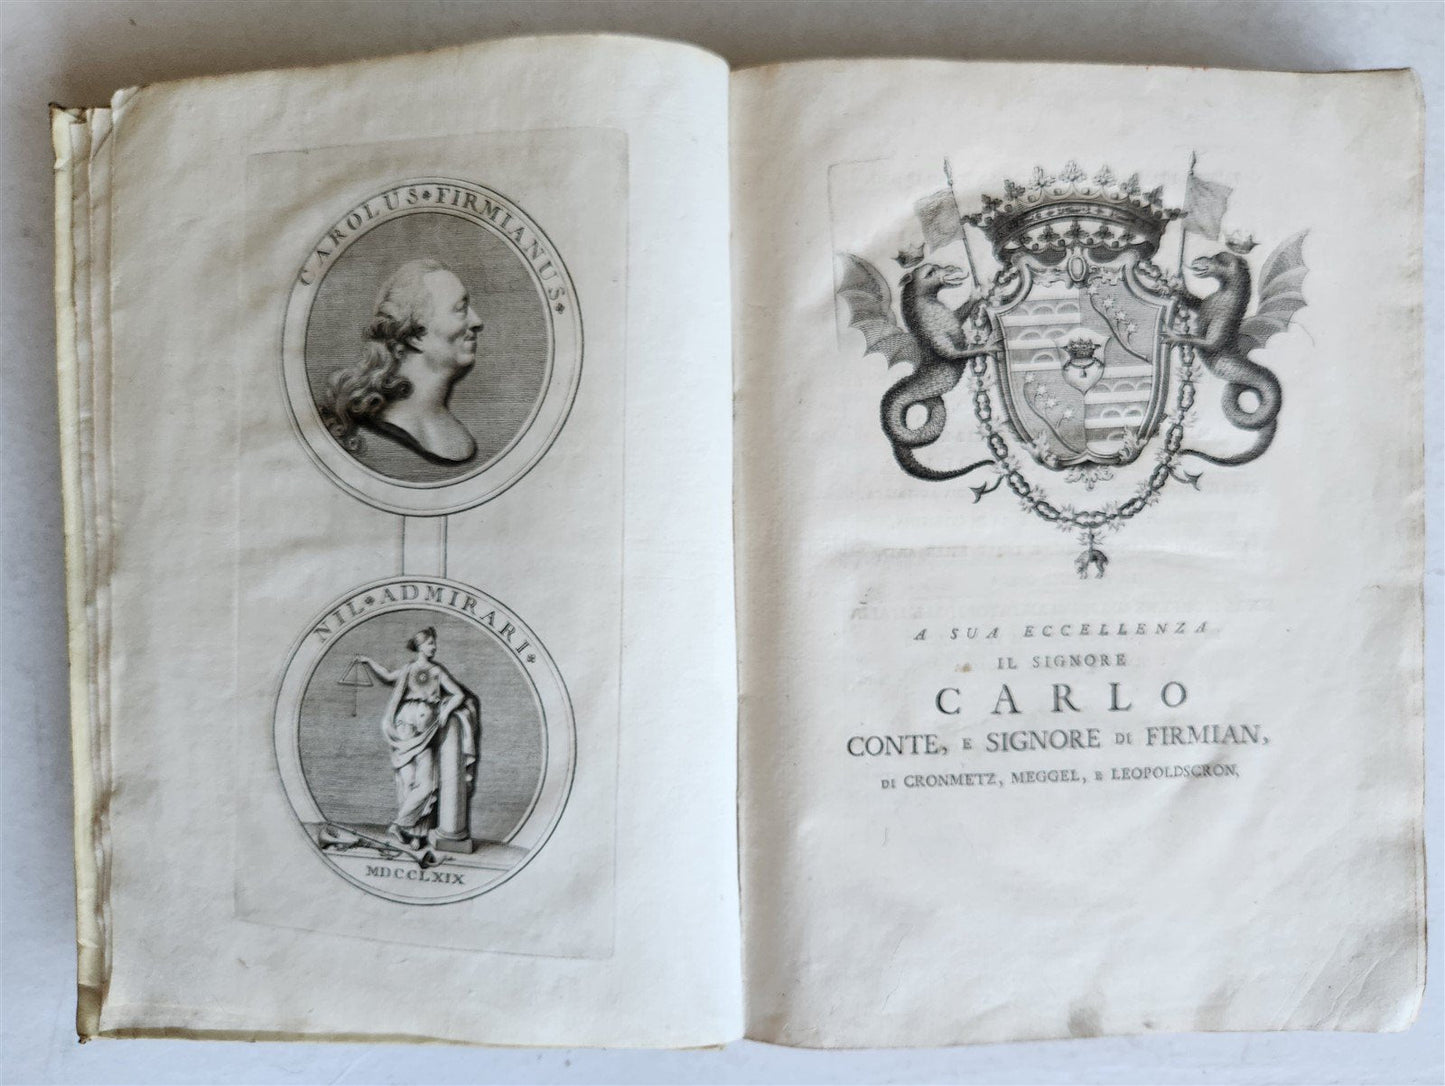 CAROLUS * FIRMIANUS *
NIL * ADMIRARI *
MDCCLXIX
A SUA ECCELLENZA
IL SIGNORE
CARLO
CONTE, E SIGNORE DI FIRMIAN,
DI CRONMETZ, MEGGEL, E LEOPOLDSCRON,